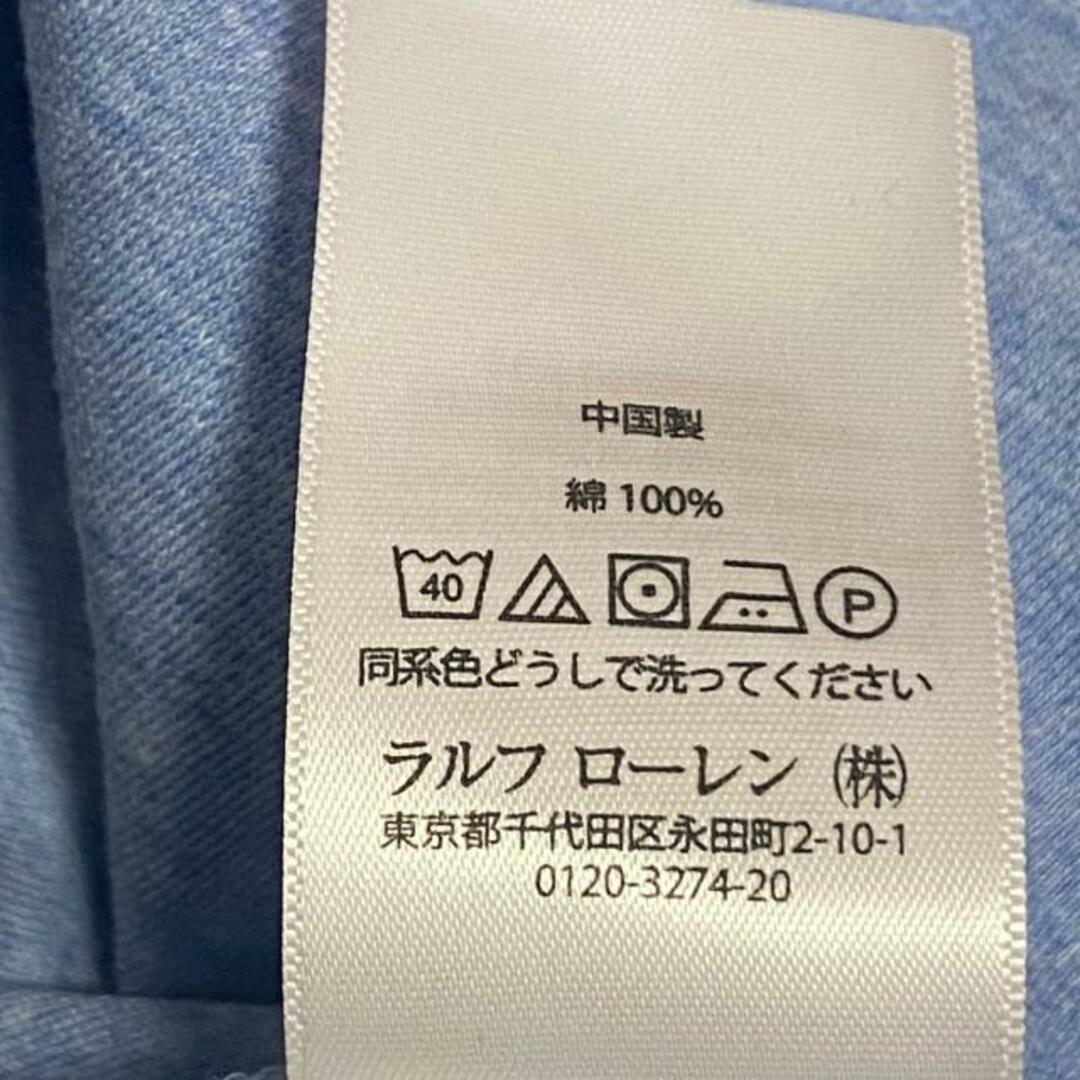 中国製
綿 100%
40 P
同系色どうしで洗ってください
ラルフ ローレン ㈱
東京都千代田区永田町2-10-1
0120-3274-20